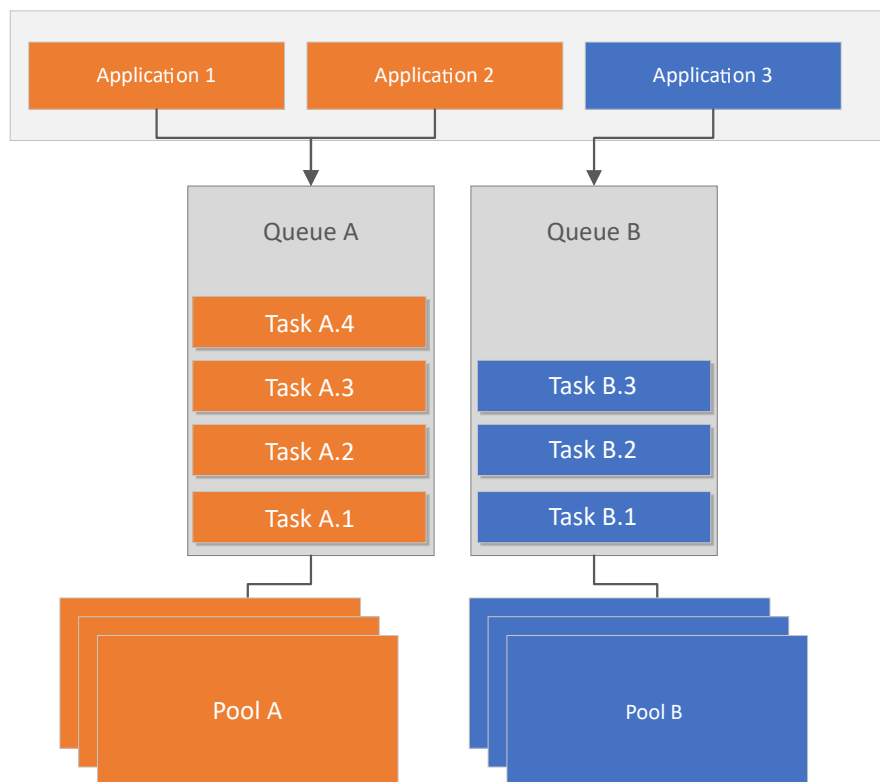 Application 1
Application 2
Application 3
Queue A
Queue B
Task A.4
Task A.3
Task B.3
Task A.2
Task B.2
Task A.1
Task B.1
Pool A
Pool B